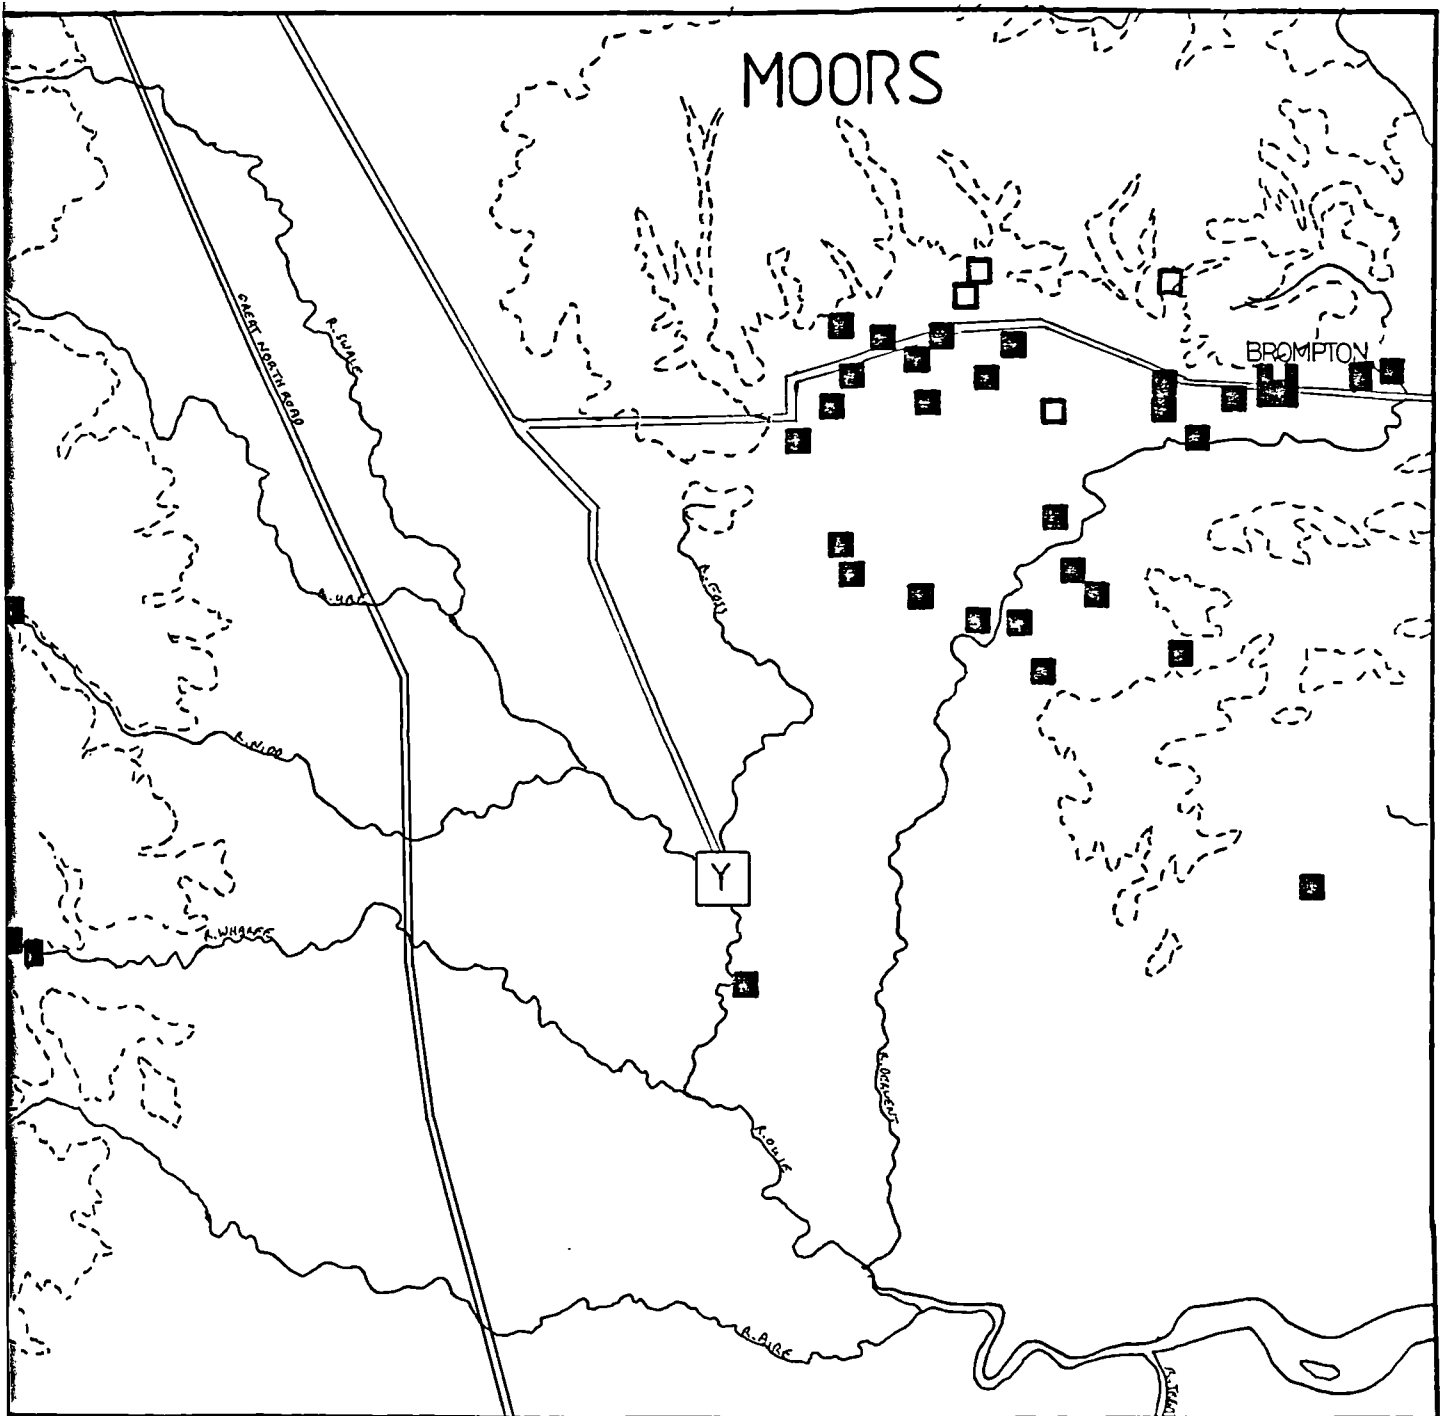 MOORS
GREAT NORTH ROAD
R. SWALE
BROMPTON
R. URE
R. FOSS
R. NIDD
Y
R. WHARFE
R. DERWENT
R. OUSE
R. AIRE